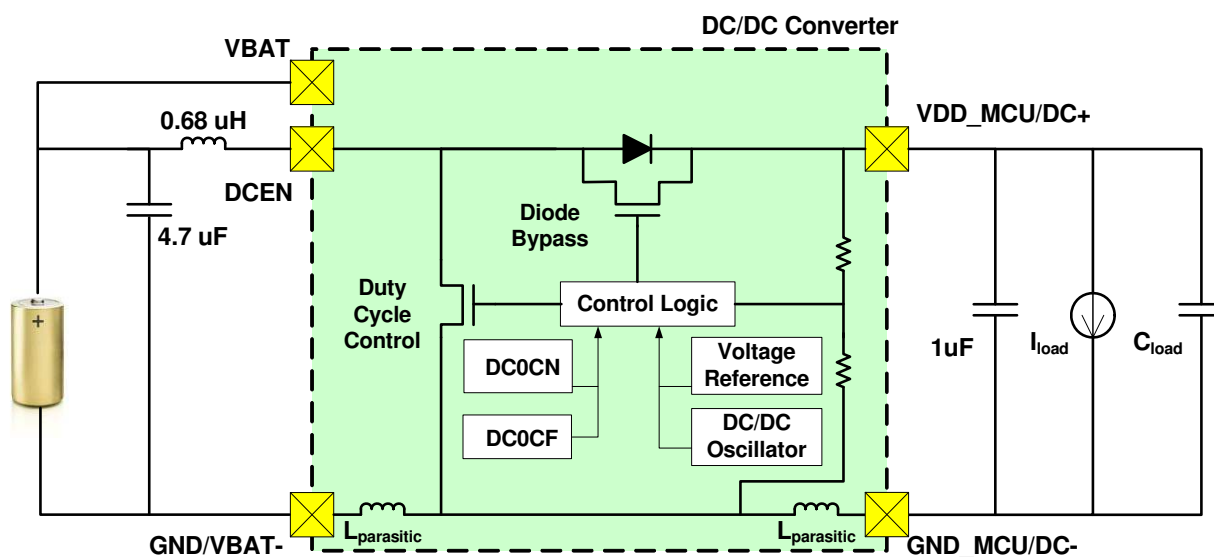 DC/DC Converter
VBAT
0.68 uH
VDD_MCU/DC+
DCEN
4.7 uF
Diode
Bypass
+
Duty
Cycle
Control
Control Logic
1uF
Iload
Cload
DC0CN
Voltage
Reference
DC0CF
DC/DC
Oscillator
Lparasitic
Lparasitic
GND/VBAT-
GND_MCU/DC-